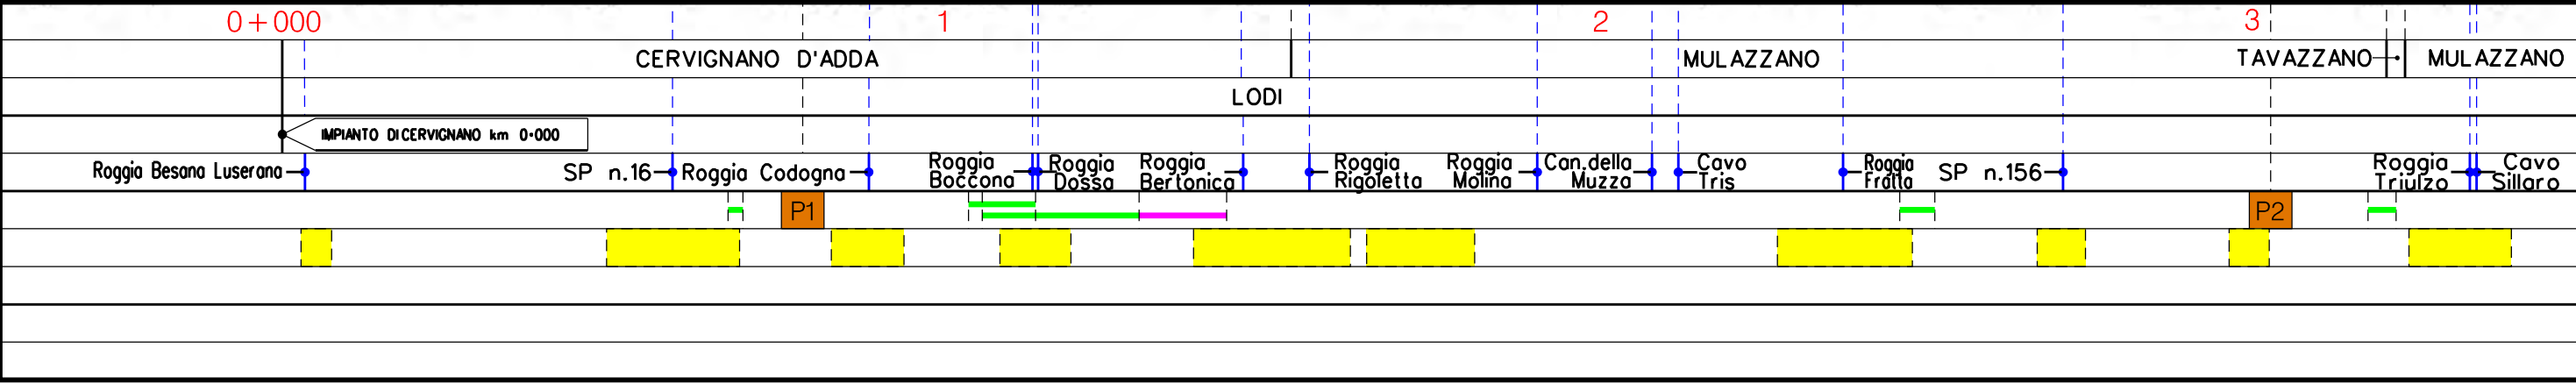 0+000 1 2 3
CERVIGNANO D'ADDA MULAZZANO TAVAZZANO MULAZZANO
LODI
IMPIANTO DI CERVIGNANO km 0+000
Roggia Besana Luserana
SP n.16
Roggia Codogna
Roggia
Boccona
Roggia
Dossa
Roggia
Bertonica
Roggia
Rigoletta
Roggia
Molina
Can.della
Muzza
Cavo
Tris
Roggia
Fratta
SP n.156
Roggia
Triulzo
Cavo
Sillaro
P1 P2